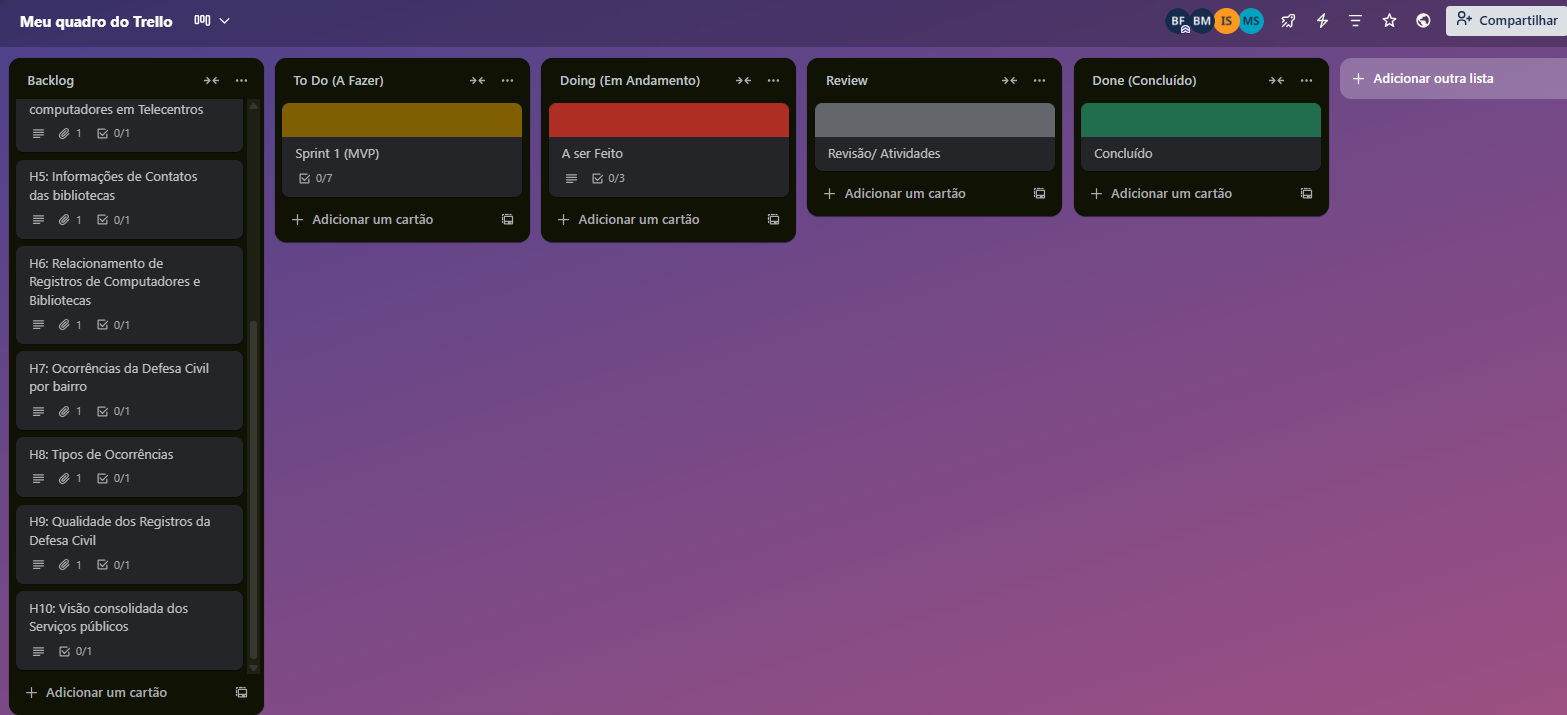 Meu quadro do Trello
BF BM IS MS
Compartilhar
Backlog
computadores em Telecentros
1 0/1
H5: Informações de Contatos
das bibliotecas
1 0/1
H6: Relacionamento de
Registros de Computadores e
Bibliotecas
1 0/1
H7: Ocorrências da Defesa Civil
por bairro
1 0/1
H8: Tipos de Ocorrências
1 0/1
H9: Qualidade dos Registros da
Defesa Civil
1 0/1
H10: Visão consolidada dos
Serviços públicos
0/1
+ Adicionar um cartão
To Do (A Fazer)
Sprint 1 (MVP)
0/7
+ Adicionar um cartão
Doing (Em Andamento)
A ser Feito
0/3
+ Adicionar um cartão
Review
Revisão/ Atividades
+ Adicionar um cartão
Done (Concluído)
Concluído
+ Adicionar um cartão
+ Adicionar outra lista